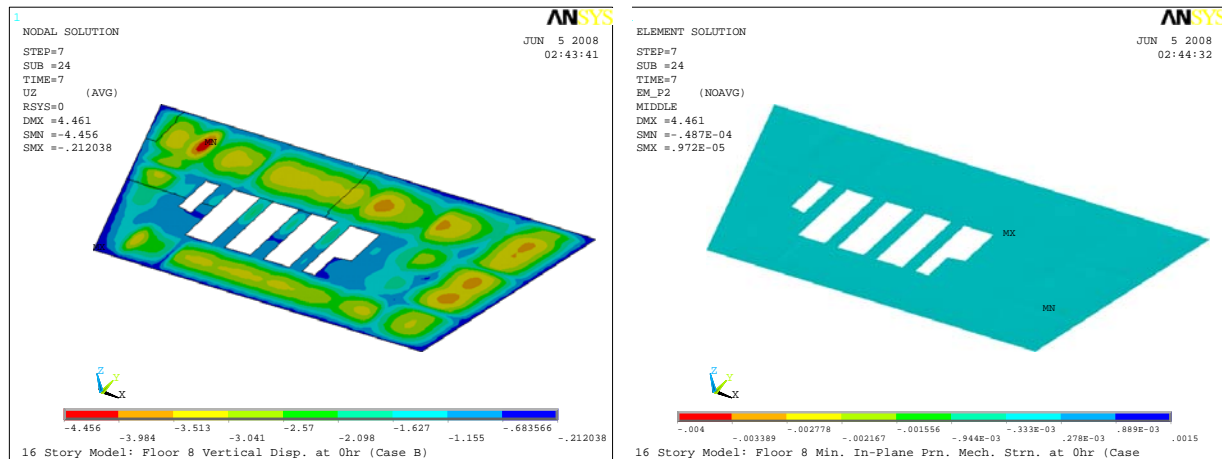 1
ANSYS
JUN 5 2008
02:43:41
NODAL SOLUTION
STEP=7
SUB =24
TIME=7
UZ (AVG)
RSYS=0
DMX=4.461
SMN =-4.456
SMX =-.212038
MN
X
Y
Z
-4.456 -3.513 -2.57 -1.627 -.683566
-3.984 -3.041 -2.098 -1.155 -.212038
16 Story Model: Floor 8 Vertical Disp. at 0hr (Case B)
ANSYS
JUN 5 2008
02:44:32
ELEMENT SOLUTION
STEP=7
SUB =24
TIME=7
EM_P2 (NOAVG)
MIDDLE
DMX=4.461
SMN =-.487E-04
SMX =.972E-05
MX
MN
Z
Y
X
-.004 -.002778 -.001556 -.333E-03 .889E-03
-.003389 -.002167 -.944E-03 .278E-03 .0015
16 Story Model: Floor 8 Min. In-Plane Prn. Mech. Strn. at 0hr (Case